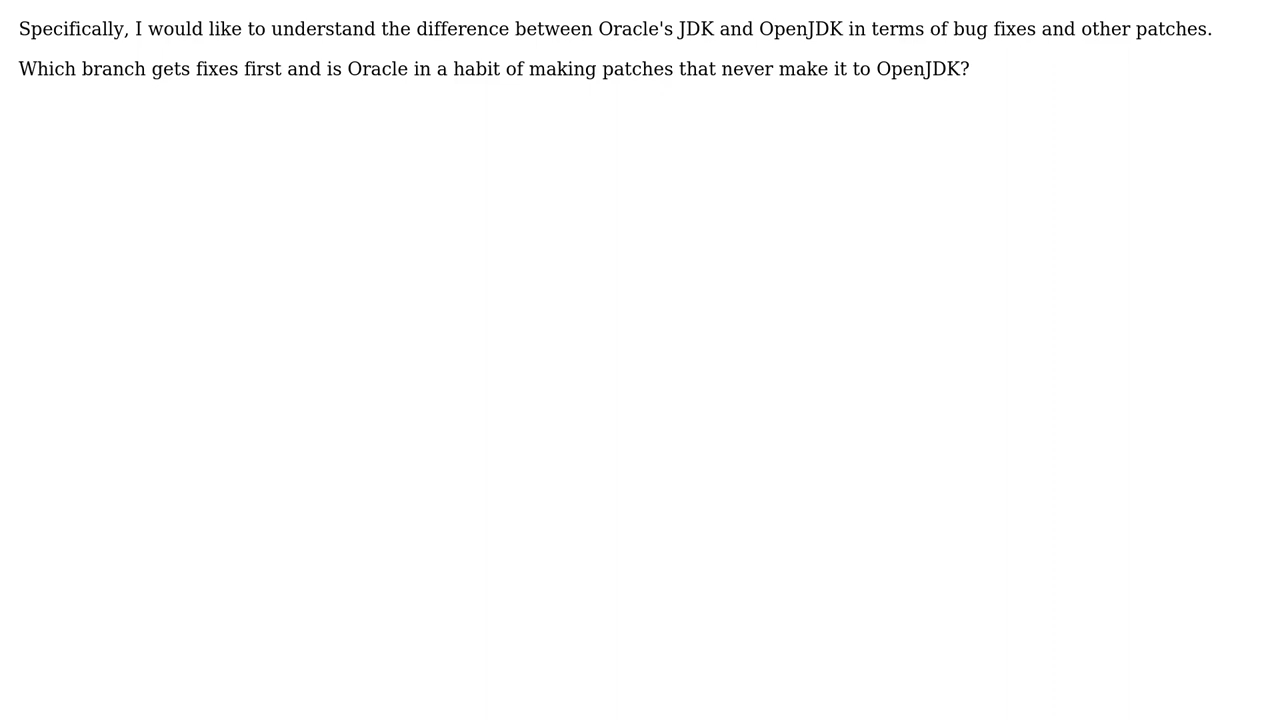 Specifically, I would like to understand the difference between Oracle's JDK and OpenJDK in terms of bug fixes and other patches.
Which branch gets fixes first and is Oracle in a habit of making patches that never make it to OpenJDK?